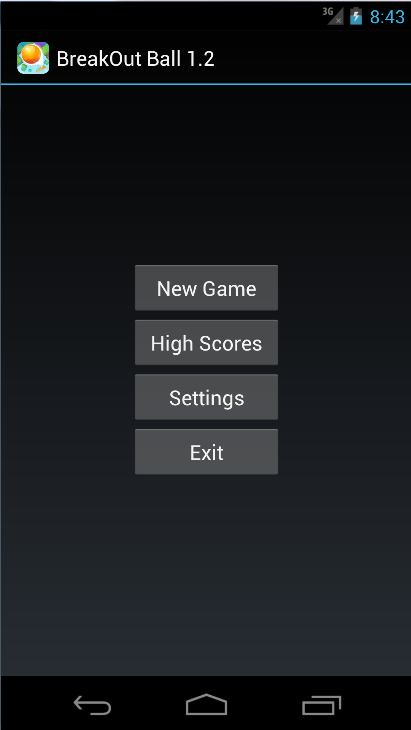 3G 8:43
BreakOut Ball 1.2
New Game
High Scores
Settings
Exit